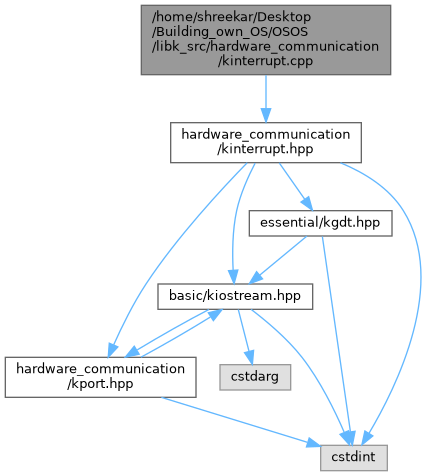 /home/shreekar/Desktop
/Building_own_OS/OSOS
/libk_src/hardware_communication
/kinterrupt.cpp
hardware_communication
/kinterrupt.hpp
essential/kgdt.hpp
basic/kiostream.hpp
hardware_communication
/kport.hpp
cstdarg
cstdint